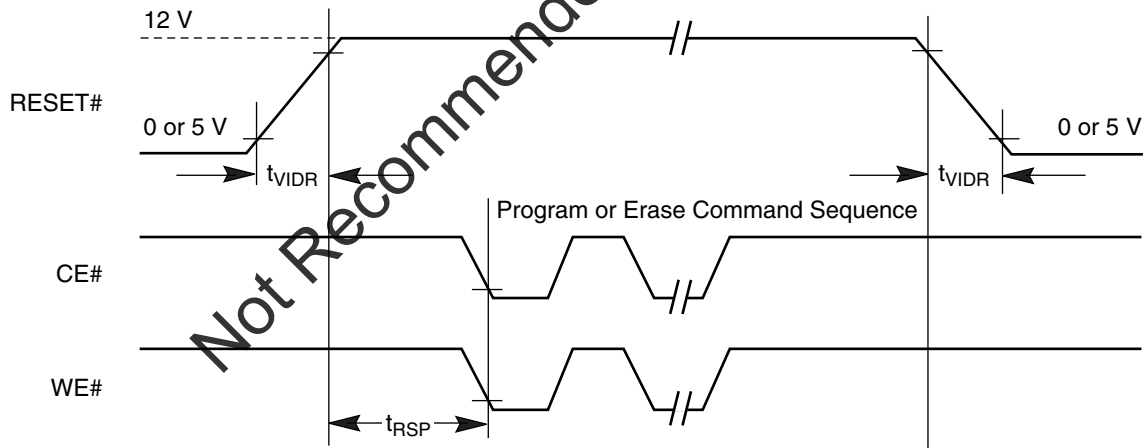 12 V
RESET#
0 or 5 V
0 or 5 V
tVIDR
tVIDR
Program or Erase Command Sequence
CE#
WE#
tRSP
Not